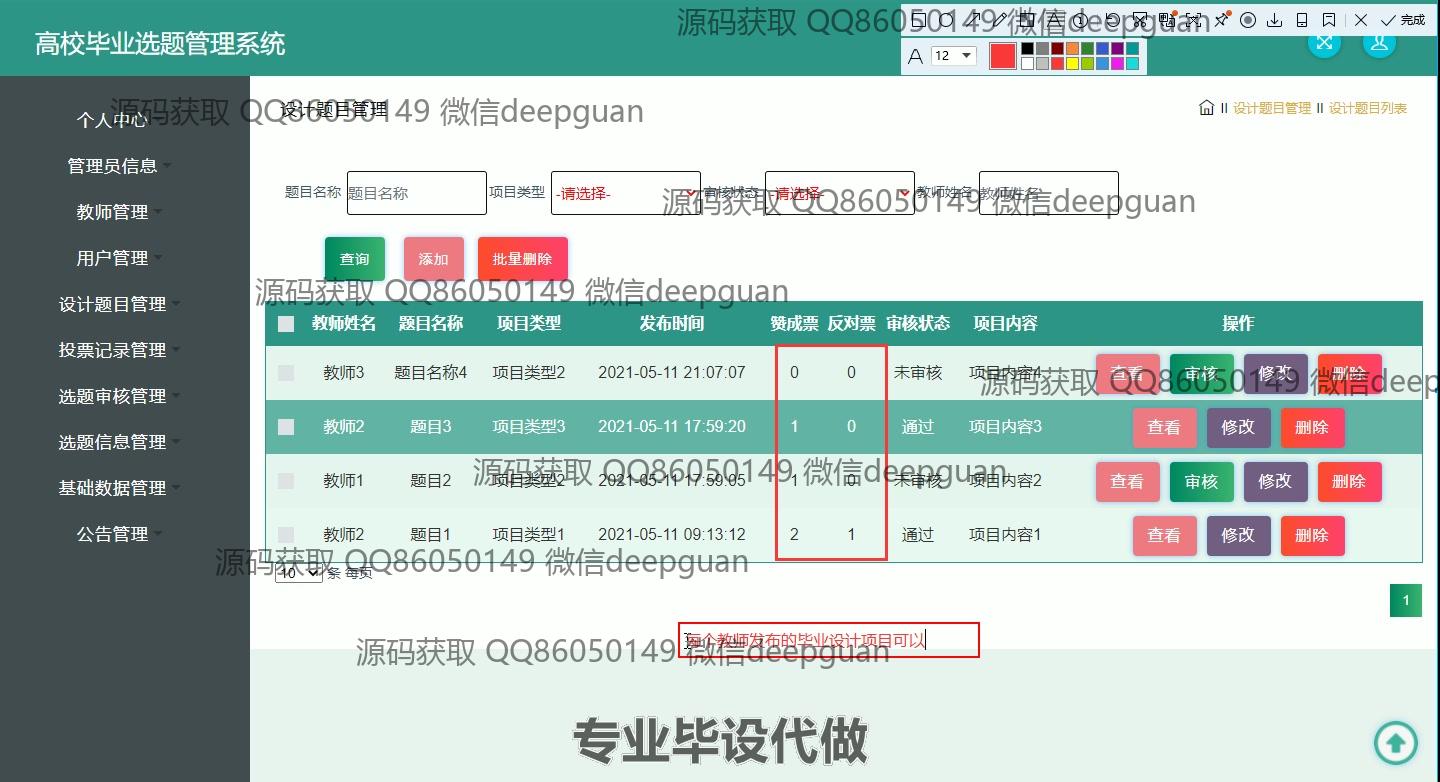 源码获取 QQ86050149 微信deepguan
完成
高校毕业选题管理系统
A 12
源码获取 QQ86050149 微信deepguan
设计题目管理
设计题目管理 设计题目列表
个人中心
管理员信息
教师管理
用户管理
设计题目管理
投票记录管理
选题审核管理
选题信息管理
基础数据管理
公告管理
题目名称 题目名称 项目类型 -请选择- 审核状态 -请选择- 教师姓名 教师姓名
源码获取 QQ86050149 微信deepguan
查询 添加 批量删除
源码获取 QQ86050149 微信deepguan
教师姓名 题目名称 项目类型 发布时间 赞成票 反对票 审核状态 项目内容 操作
教师3 题目名称4 项目类型2 2021-05-11 21:07:07 0 0 未审核 项目内容4 查看 审核 修改 删除
源码获取 QQ86050149 微信deep
教师2 题目3 项目类型3 2021-05-11 17:59:20 1 0 通过 项目内容3 查看 修改 删除
教师1 题目2 项目类型2 2021-05-11 17:59:05 1 0 未审核 项目内容2 查看 审核 修改 删除
源码获取 QQ86050149 微信deepguan
教师2 题目1 项目类型1 2021-05-11 09:13:12 2 1 通过 项目内容1 查看 修改 删除
源码获取 QQ86050149 微信deepguan
10 条 每页
1
每个教师发布的毕业设计项目可以
源码获取 QQ86050149 微信deepguan
专业毕设代做